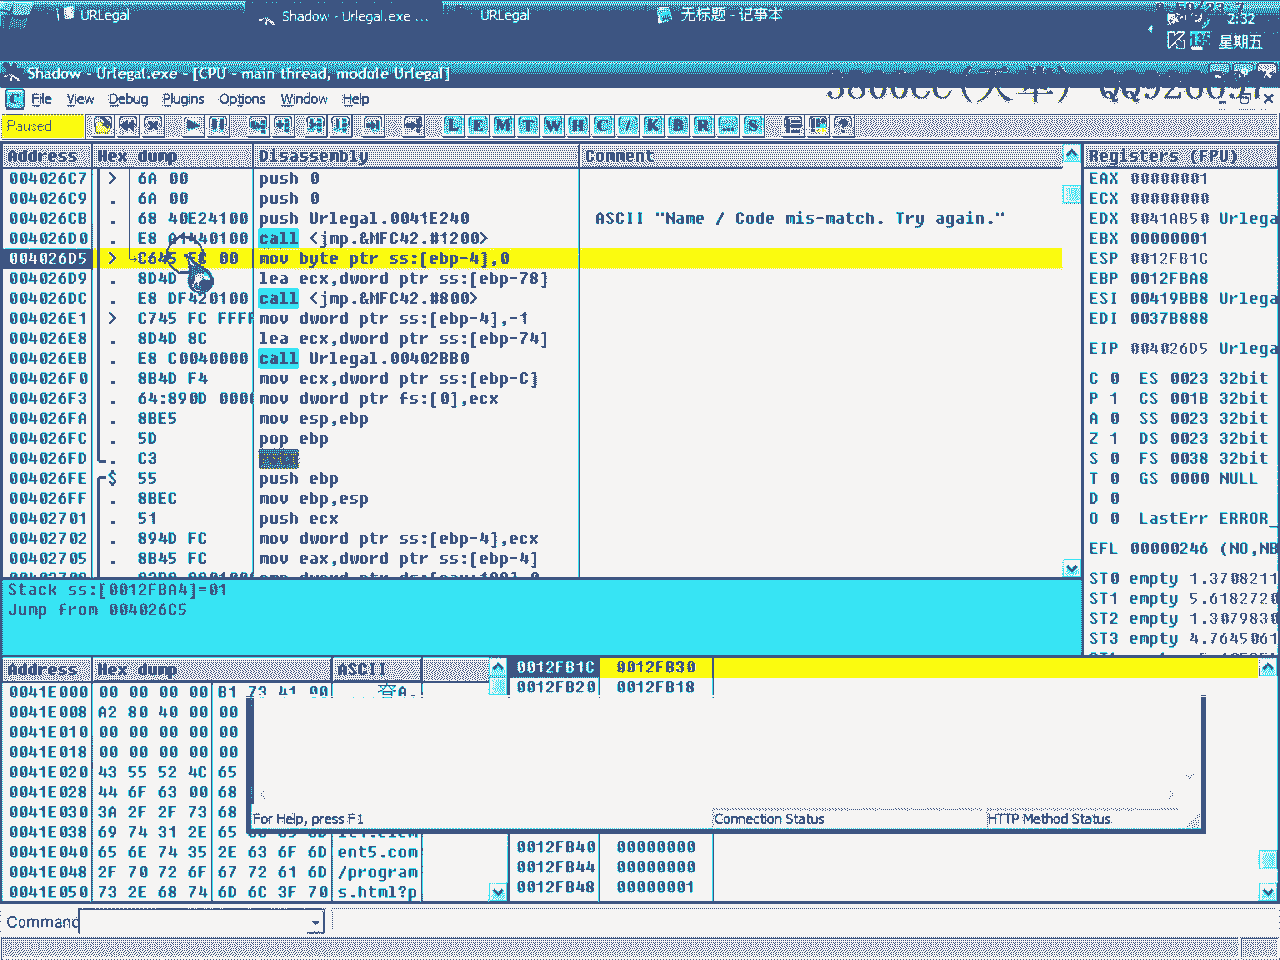 URLegal
Shadow - Urlegal.exe ...
URLegal
无标题 - 记事本
2:32
星期五
Shadow - Urlegal.exe - [CPU - main thread, module Urlegal]
File View Debug Plugins Options Window Help
Paused
L E M T W H C / K B R ... S
Address Hex dump Disassembly Comment
004026C7 > 6A 00 push 0
004026C9 . 6A 00 push 0
004026CB . 68 40E24100 push Urlegal.0041E240 ASCII "Name / Code mis-match. Try again."
004026D0 . E8 A1440100 call <jmp.&MFC42.#1200>
004026D5 > C645 FC 00 mov byte ptr ss:[ebp-4],0
004026D9 . 8D4D lea ecx,dword ptr ss:[ebp-78]
004026DC . E8 DF420100 call <jmp.&MFC42.#800>
004026E1 > C745 FC FFFF mov dword ptr ss:[ebp-4],-1
004026E8 . 8D4D 8C lea ecx,dword ptr ss:[ebp-74]
004026EB . E8 C0040000 call Urlegal.00402BB0
004026F0 . 8B4D F4 mov ecx,dword ptr ss:[ebp-C]
004026F3 . 64:890D 0000 mov dword ptr fs:[0],ecx
004026FA . 8BE5 mov esp,ebp
004026FC . 5D pop ebp
004026FD . C3
004026FE $ 55 push ebp
004026FF . 8BEC mov ebp,esp
00402701 . 51 push ecx
00402702 . 894D FC mov dword ptr ss:[ebp-4],ecx
00402705 . 8B45 FC mov eax,dword ptr ss:[ebp-4]
Registers (FPU)
EAX 00000001
ECX 00000000
EDX 0041AB50 Urlega
EBX 00000001
ESP 0012FB1C
EBP 0012FBA8
ESI 00419BB8 Urlega
EDI 0037B888
EIP 004026D5 Urlega
C 0 ES 0023 32bit
P 1 CS 001B 32bit
A 0 SS 0023 32bit
Z 1 DS 0023 32bit
S 0 FS 0038 32bit
T 0 GS 0000 NULL
D 0
O 0 LastErr ERROR_
EFL 00000246 (NO,NB
ST0 empty 1.3708211
ST1 empty 5.6182720
ST2 empty 1.3079830
ST3 empty 4.7645061
Stack ss:[0012FBA4]=01
Jump from 004026C5
Address Hex dump ASCII
0041E000 00 00 00 00 B1 73 41 00
0041E008 A2 80 40 00 00
0041E010 00 00 00 00 00
0041E018 00 00 00 00 00
0041E020 43 55 52 4C 65
0041E028 44 6F 63 00 68
0041E030 3A 2F 2F 73 68
0041E038 69 74 31 2E 65
0041E040 65 6E 74 35 2E 63 6F 6D ent5.com
0041E048 2F 70 72 6F 67 72 61 6D /program
0041E050 73 2E 68 74 6D 6C 3F 70 s.html?p
0012FB1C 0012FB30
0012FB20 0012FB18
For Help, press F1 Connection Status HTTP Method Status
0012FB40 00000000
0012FB44 00000000
0012FB48 00000001
Command